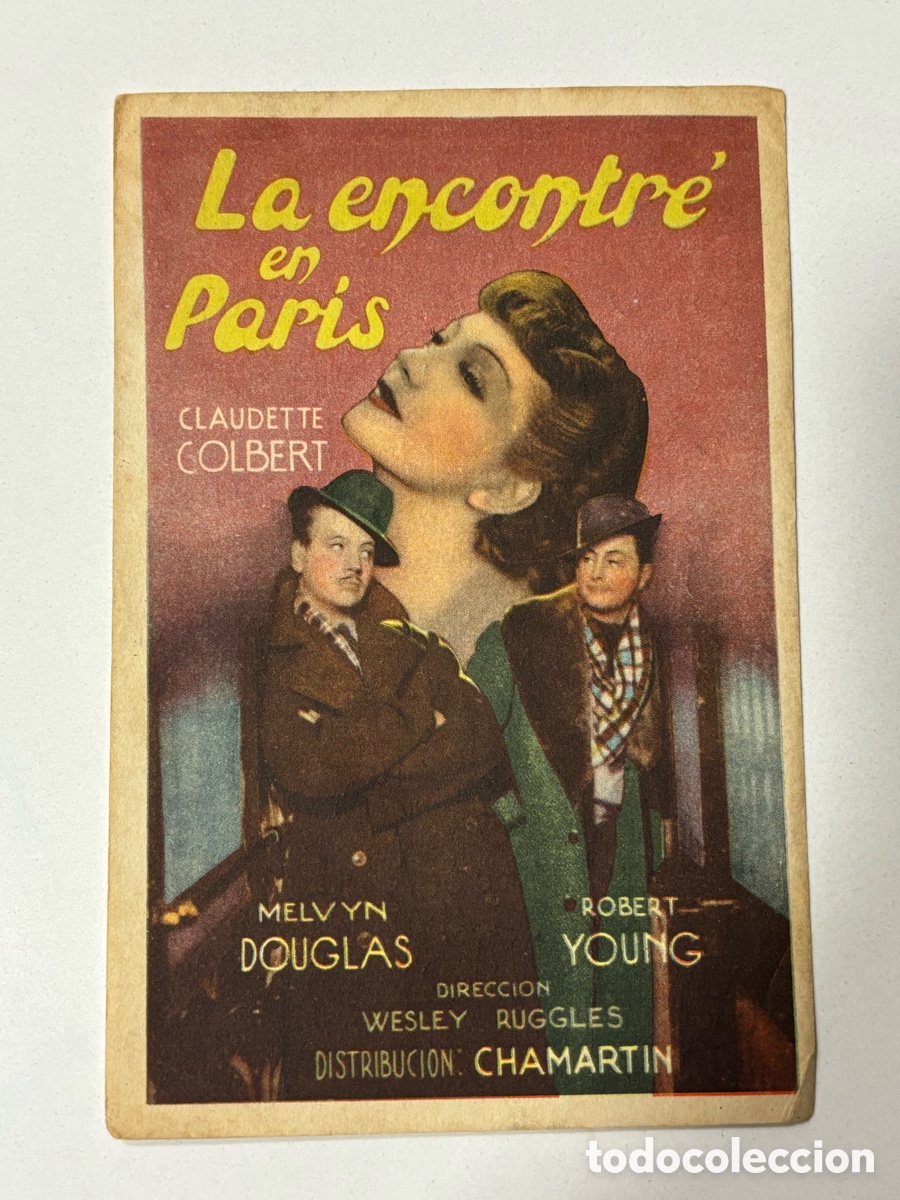 La encontré
en
París
CLAUDETTE
COLBERT
MELVYN
DOUGLAS
ROBERT
YOUNG
DIRECCION
WESLEY RUGGLES
DISTRIBUCION: CHAMARTIN
todocoleccion